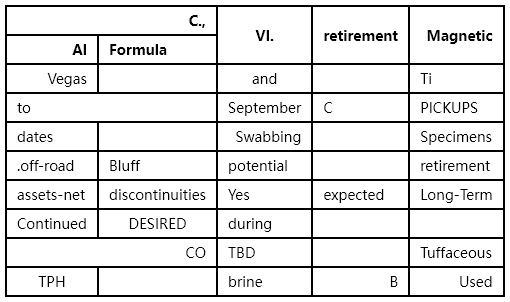 C., VI. retirement Magnetic
Al Formula
Vegas and Ti
to September C PICKUPS
dates Swabbing Specimens
.off-road Bluff potential retirement
assets-net discontinuities Yes expected Long-Term
Continued DESIRED during
CO TBD Tuffaceous
TPH brine B Used